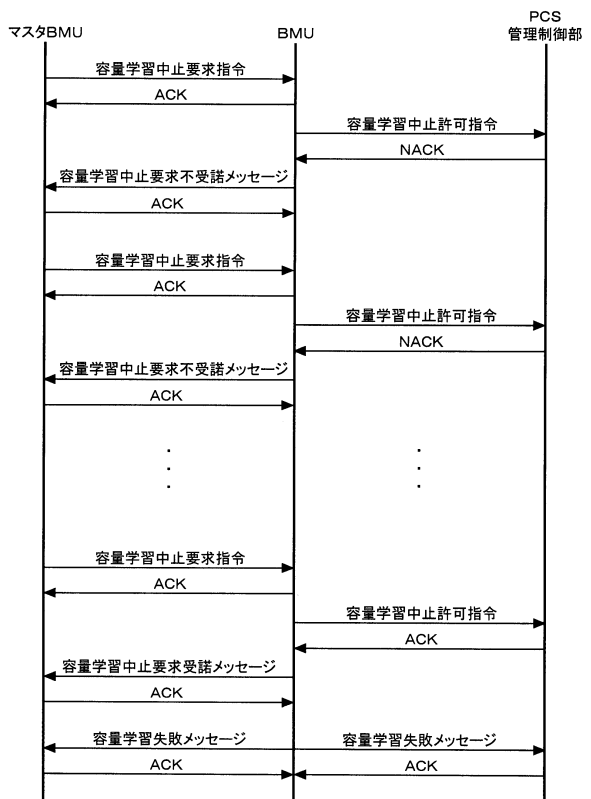 マスタBMU
BMU
PCS
管理制御部
容量学習中止要求指令
ACK
容量学習中止許可指令
NACK
容量学習中止要求不受諾メッセージ
ACK
容量学習中止要求指令
ACK
容量学習中止許可指令
NACK
容量学習中止要求不受諾メッセージ
ACK
容量学習中止要求指令
ACK
容量学習中止許可指令
ACK
容量学習中止要求受諾メッセージ
ACK
容量学習失敗メッセージ
容量学習失敗メッセージ
ACK
ACK